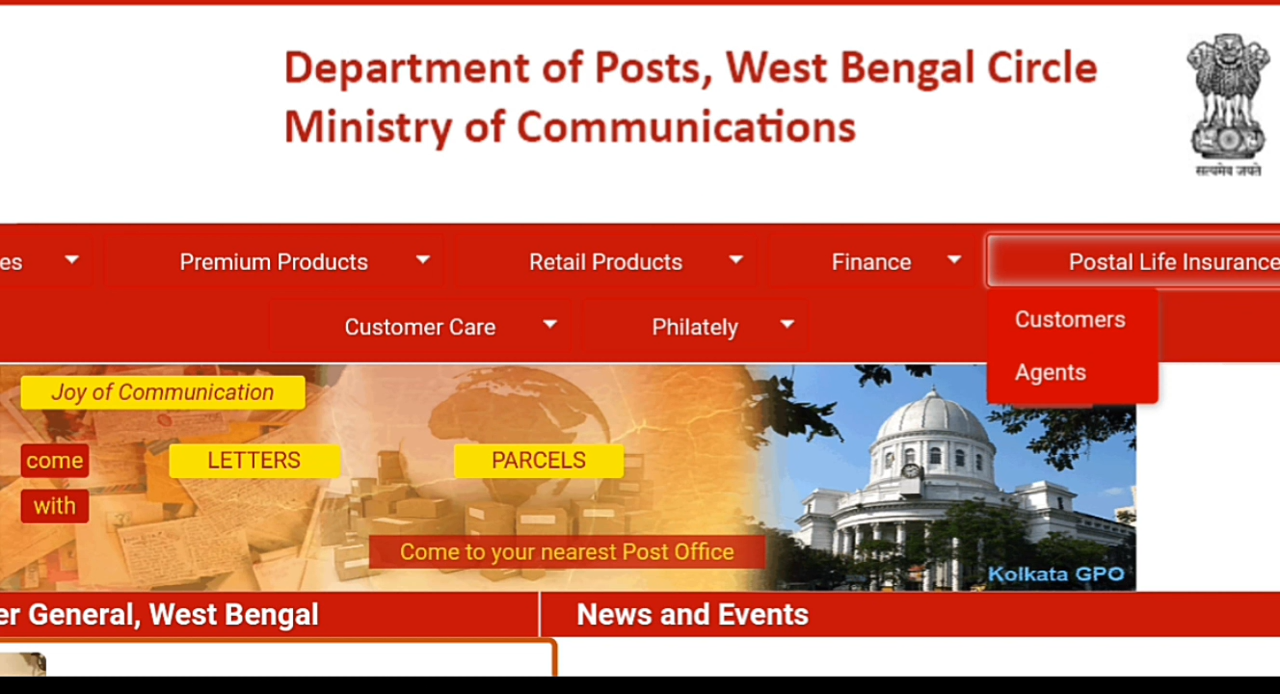 Department of Posts, West Bengal Circle
Ministry of Communications
सत्यमेव जयते
es
Premium Products
Retail Products
Finance
Postal Life Insurance
Customer Care
Philately
Customers
Agents
Joy of Communication
come
LETTERS
PARCELS
with
Come to your nearest Post Office
Kolkata GPO
er General, West Bengal
News and Events